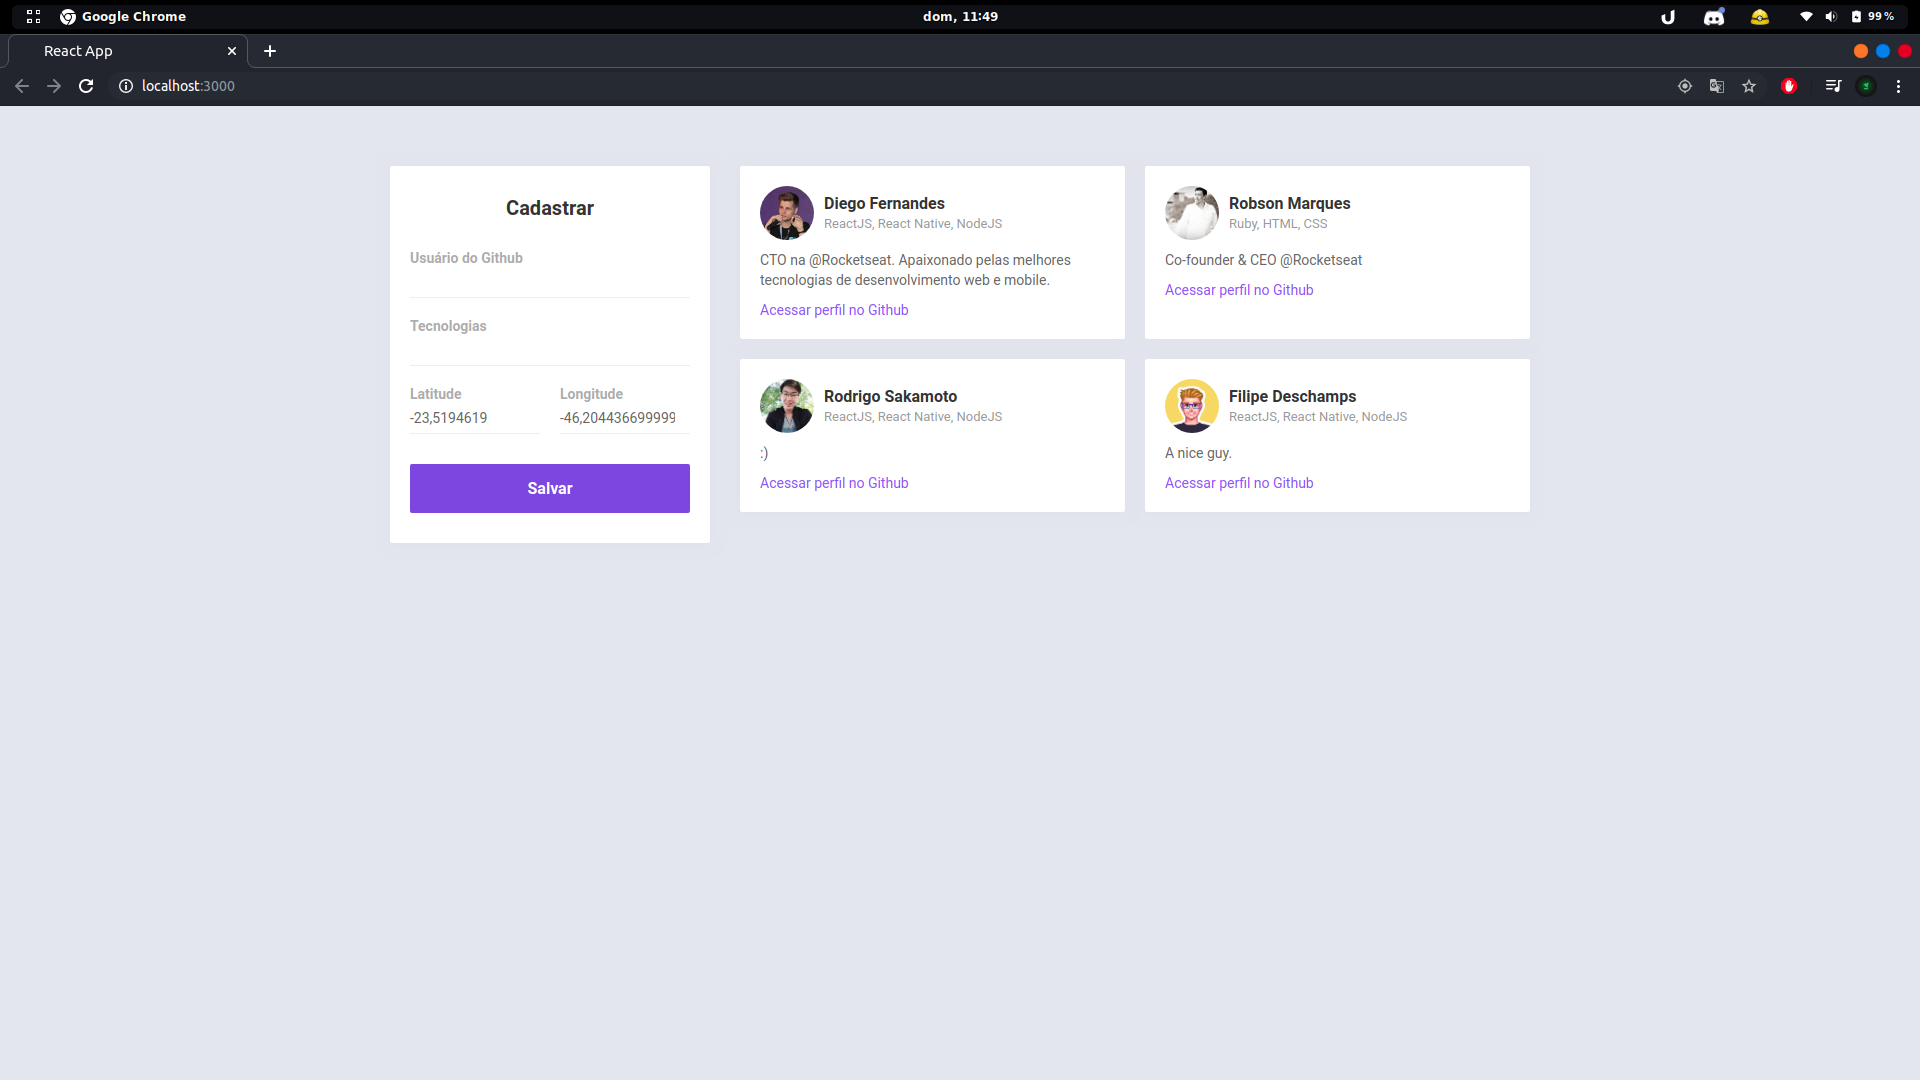 Google Chrome
dom, 11:49
99 %
React App
localhost:3000
Cadastrar
Usuário do Github
Tecnologias
Latitude
Longitude
-23,5194619
-46,204436699999
Salvar
Diego Fernandes
ReactJS, React Native, NodeJS
CTO na @Rocketseat. Apaixonado pelas melhores
tecnologias de desenvolvimento web e mobile.
Acessar perfil no Github
Robson Marques
Ruby, HTML, CSS
Co-founder & CEO @Rocketseat
Acessar perfil no Github
Rodrigo Sakamoto
ReactJS, React Native, NodeJS
:)
Acessar perfil no Github
Filipe Deschamps
ReactJS, React Native, NodeJS
A nice guy.
Acessar perfil no Github